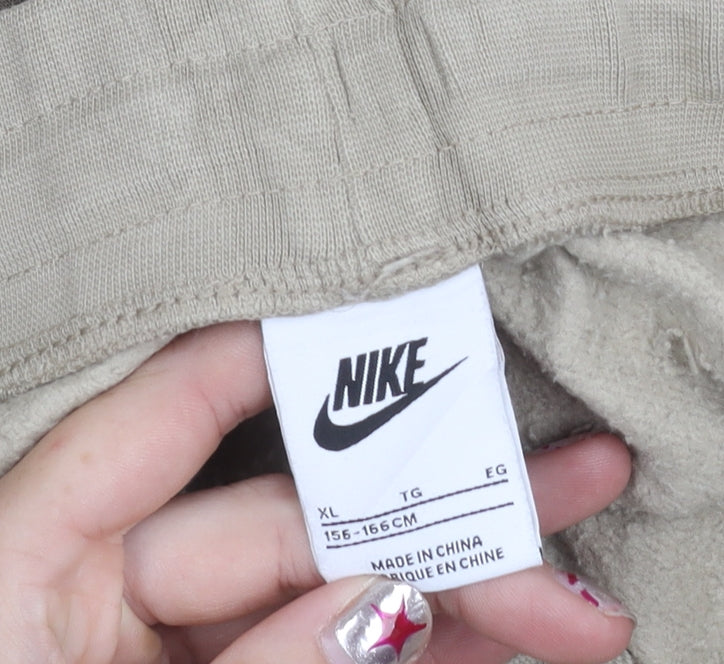 NIKE
XL TG EG
156-166CM
MADE IN CHINA
RIQUE EN CHINE